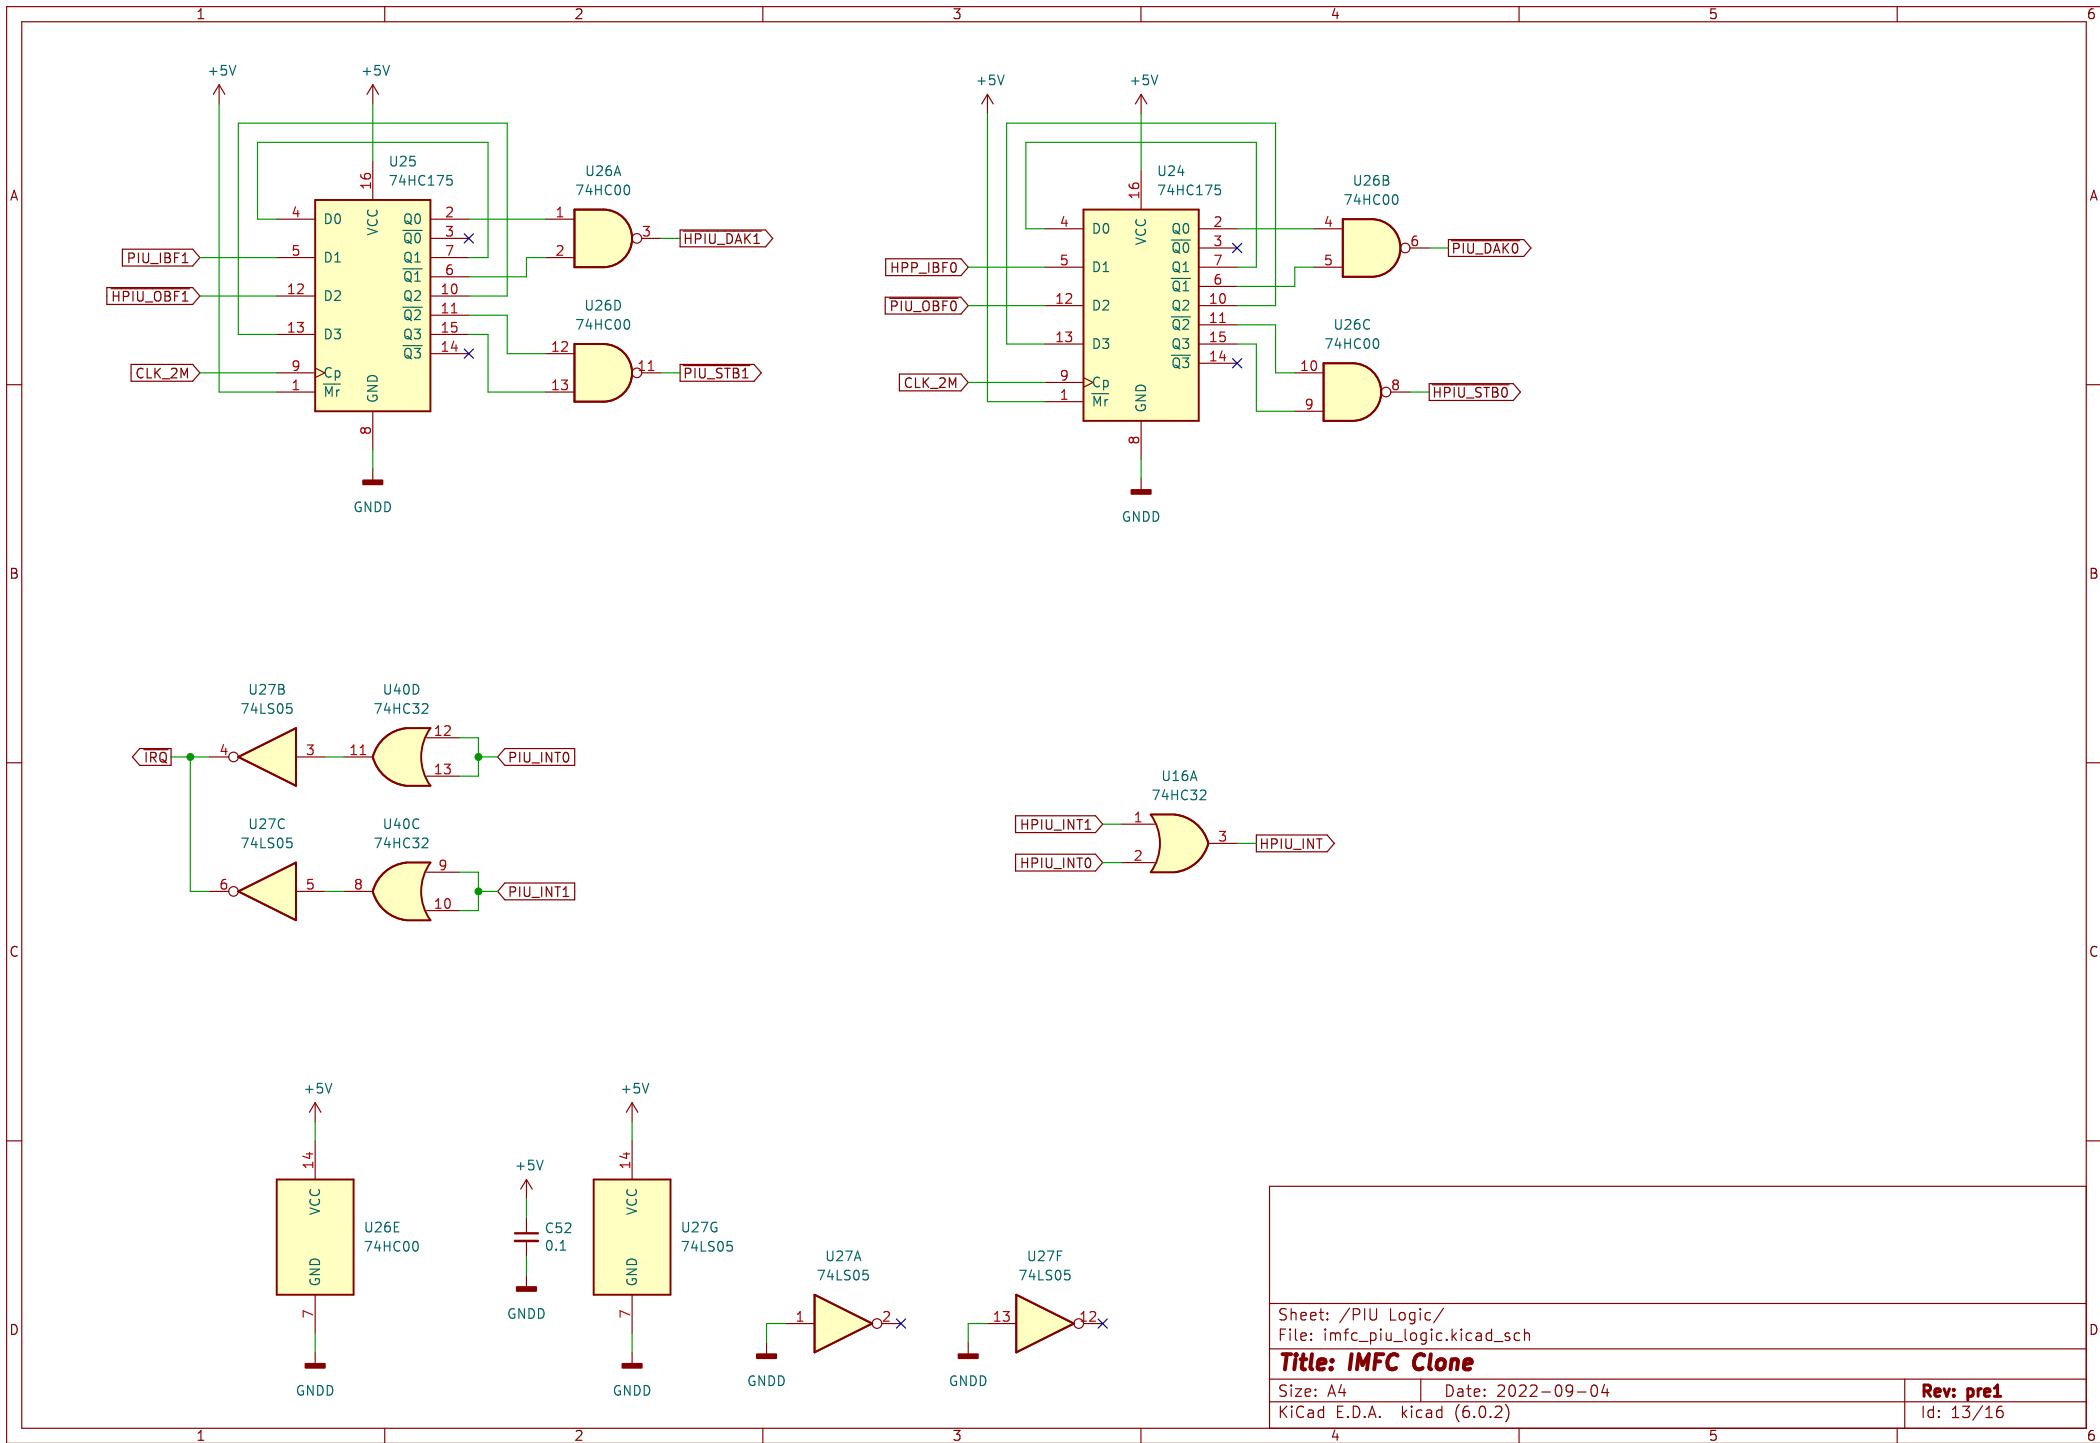 1 2 3 4 5 6
A
B
C
D
A
B
C
D
+5V
+5V
U25
74HC175
16
VCC
4 D0
5 D1
12 D2
13 D3
9 Cp
1 Mr
Q0 2
Q0 3
Q1 7
Q1 6
Q2 10
Q2 11
Q3 15
Q3 14
GND
8
GNDD
PIU_IBF1
HPIU_OBF1
CLK_2M
U26A
74HC00
1
2
3
HPIU_DAK1
U26D
74HC00
12
13
11
PIU_STB1
+5V
+5V
U24
74HC175
16
VCC
4 D0
5 D1
12 D2
13 D3
9 Cp
1 Mr
Q0 2
Q0 3
Q1 7
Q1 6
Q2 10
Q2 11
Q3 15
Q3 14
GND
8
GNDD
HPP_IBF0
PIU_OBF0
CLK_2M
U26B
74HC00
4
5
6
PIU_DAK0
U26C
74HC00
10
9
8
HPIU_STB0
U27B
74LS05
U40D
74HC32
IRQ
4
3
11
12
13
PIU_INT0
U27C
74LS05
U40C
74HC32
6
5
8
9
10
PIU_INT1
U16A
74HC32
HPIU_INT1
1
HPIU_INT0
2
3
HPIU_INT
+5V
14
VCC
GND
7
U26E
74HC00
GNDD
+5V
C52
0.1
GNDD
+5V
14
VCC
GND
7
U27G
74LS05
GNDD
U27A
74LS05
1
2
GNDD
U27F
74LS05
13
12
GNDD
Sheet: /PIU Logic/
File: imfc_piu_logic.kicad_sch
Title: IMFC Clone
Size: A4 Date: 2022-09-04 Rev: pre1
KiCad E.D.A. kicad (6.0.2) Id: 13/16
1 2 3 4 5 6